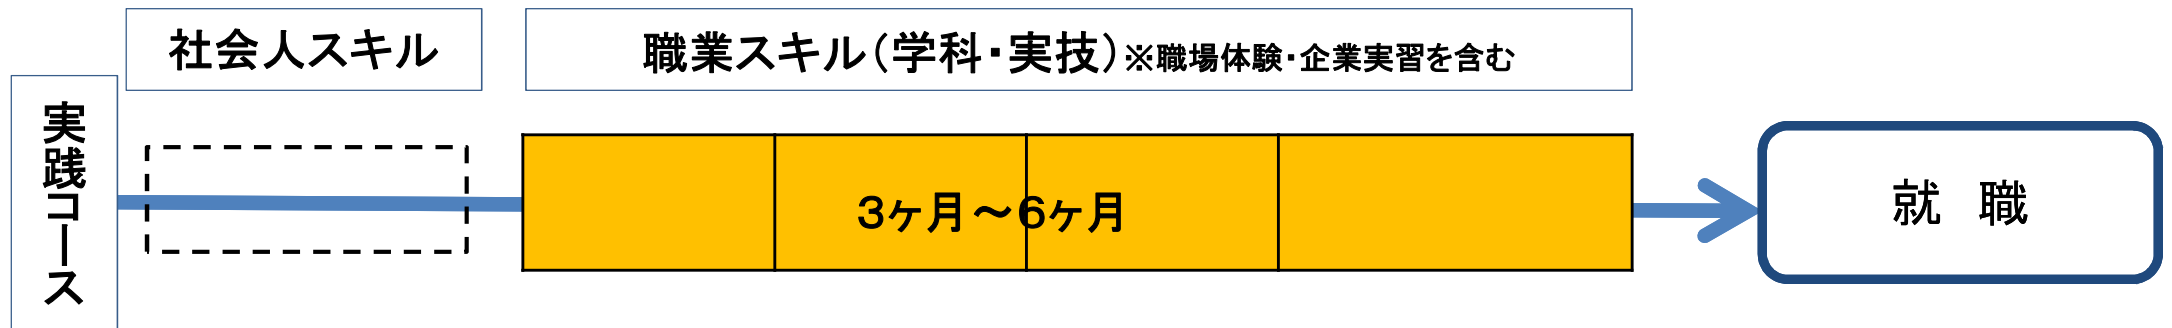 社会人スキル
職業スキル（学科・実技）※職場体験・企業実習を含む
実践コース
３ヶ月～６ヶ月
就　職